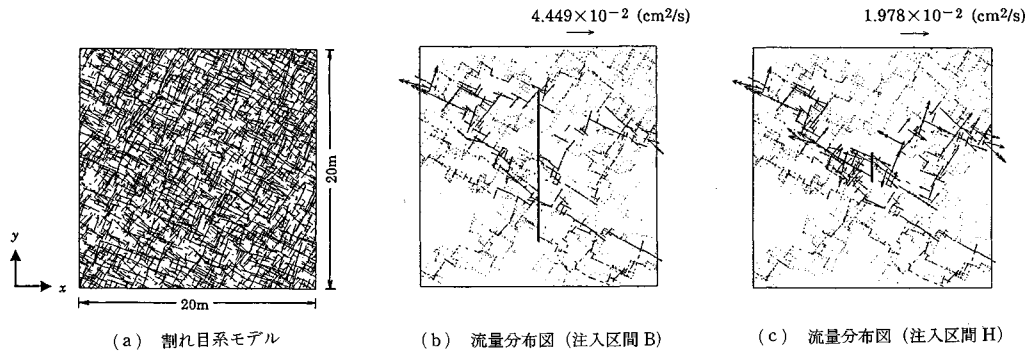 4.449×10−2 (cm2/s)
1.978×10−2 (cm2/s)
y
x
20m
20m
(a) 割れ目系モデル
(b) 流量分布図 (注入区間 B)
(c) 流量分布図 (注入区間 H)